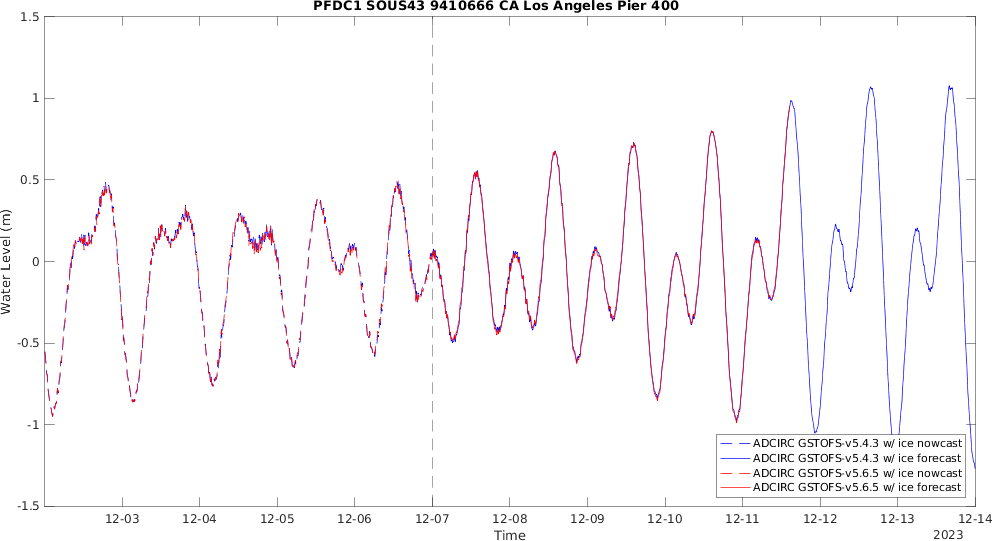 PFDC1 SOUS43 9410666 CA Los Angeles Pier 400
1.5
1
0.5
0
-0.5
-1
-1.5
Water Level (m)
12-03 12-04 12-05 12-06 12-07 12-08 12-09 12-10 12-11 12-12 12-13 12-14
Time
2023
ADCIRC GSTOFS-v5.4.3 w/ ice nowcast
ADCIRC GSTOFS-v5.4.3 w/ ice forecast
ADCIRC GSTOFS-v5.6.5 w/ ice nowcast
ADCIRC GSTOFS-v5.6.5 w/ ice forecast